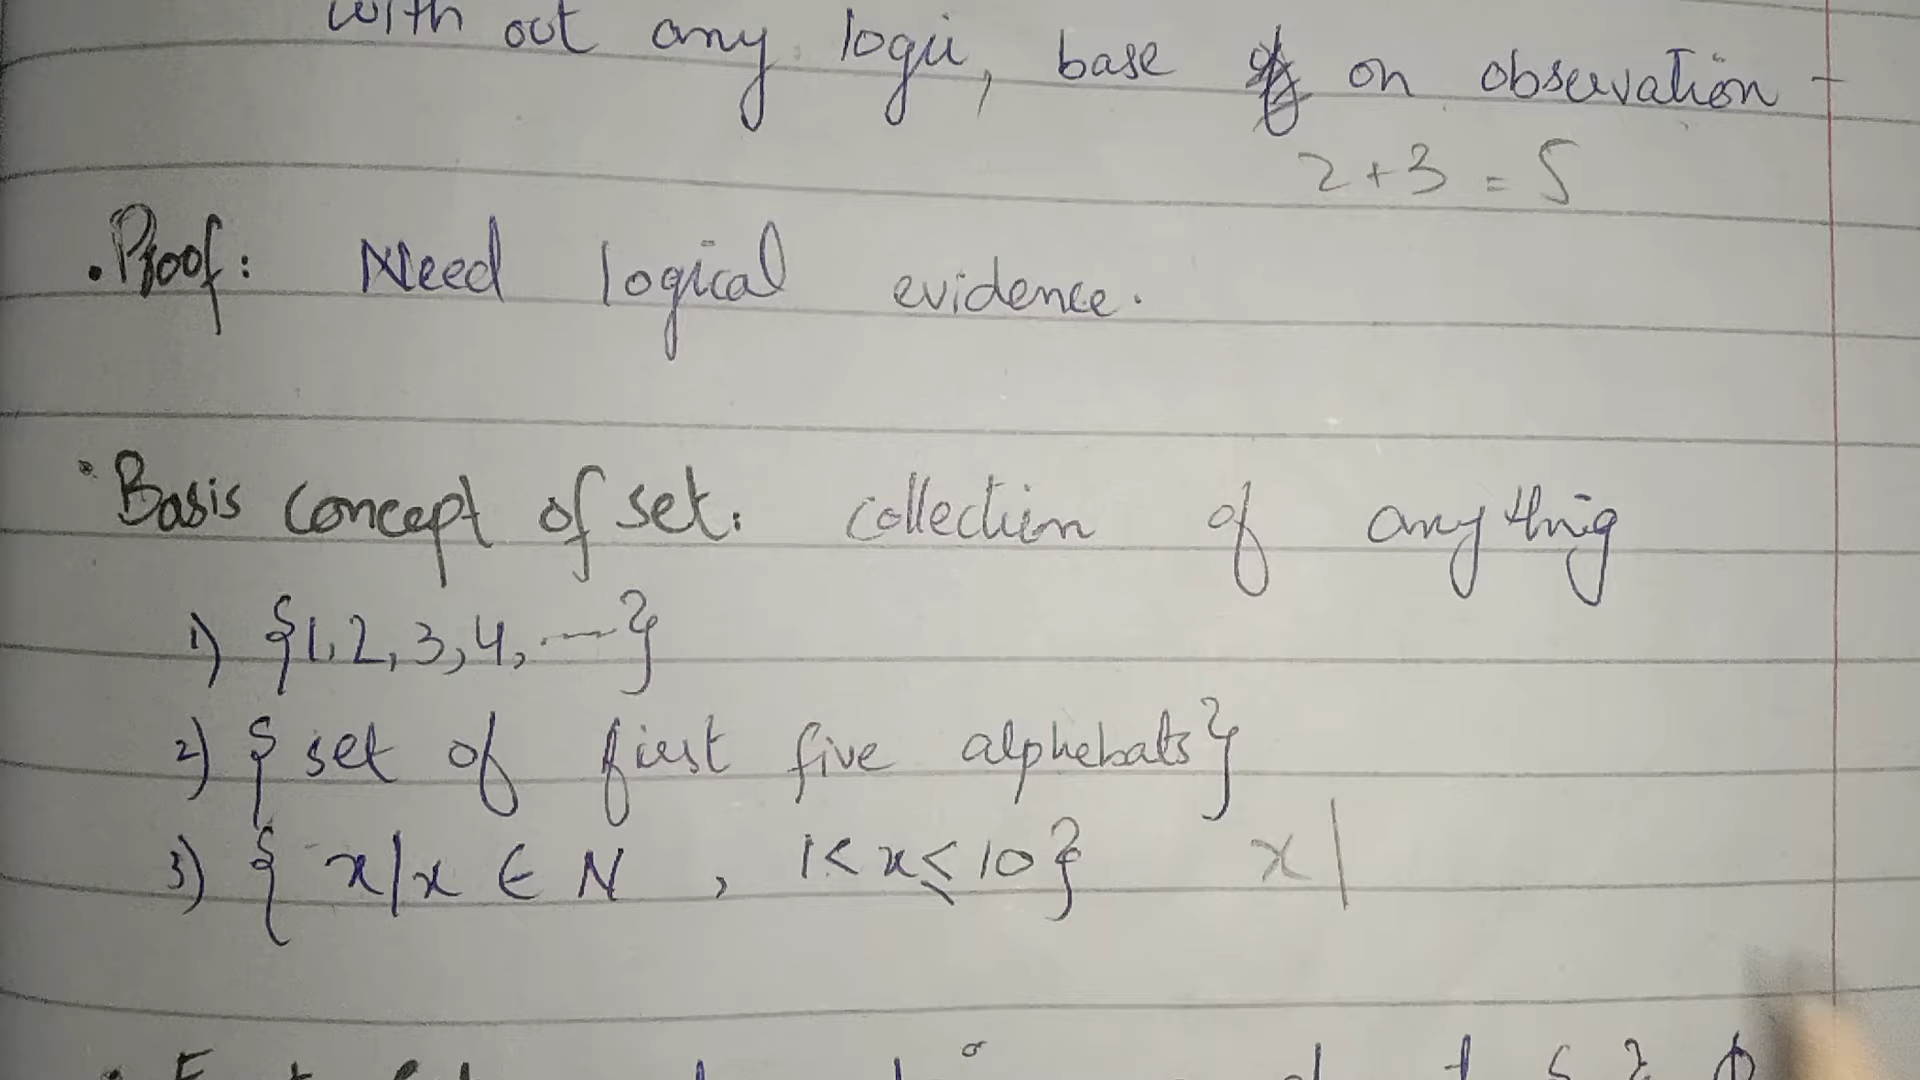 with out any logic, base on observation -
2+3 = 5
. Proof: Need logical evidence.
. Basis concept of set: collection of any thing
1) {1,2,3,4, ---}
2) { set of first five alphebats}
3) { x/x ∈ N , 1< x ≤ 10} x|